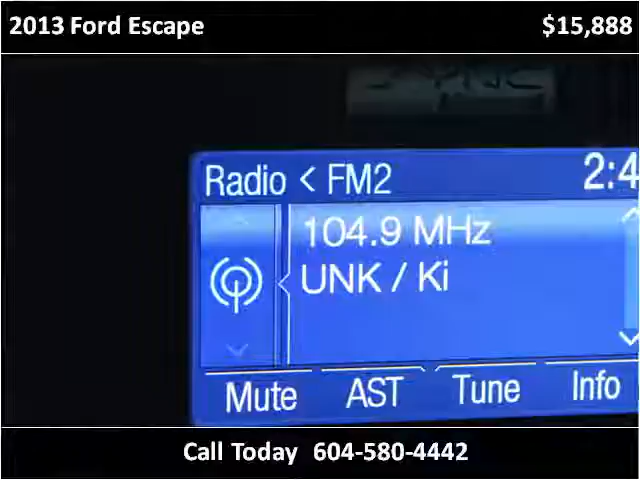 2013 Ford Escape $15,888
Radio < FM2 2:4
104.9 MHz
UNK / Ki
Mute AST Tune Info
Call Today 604-580-4442